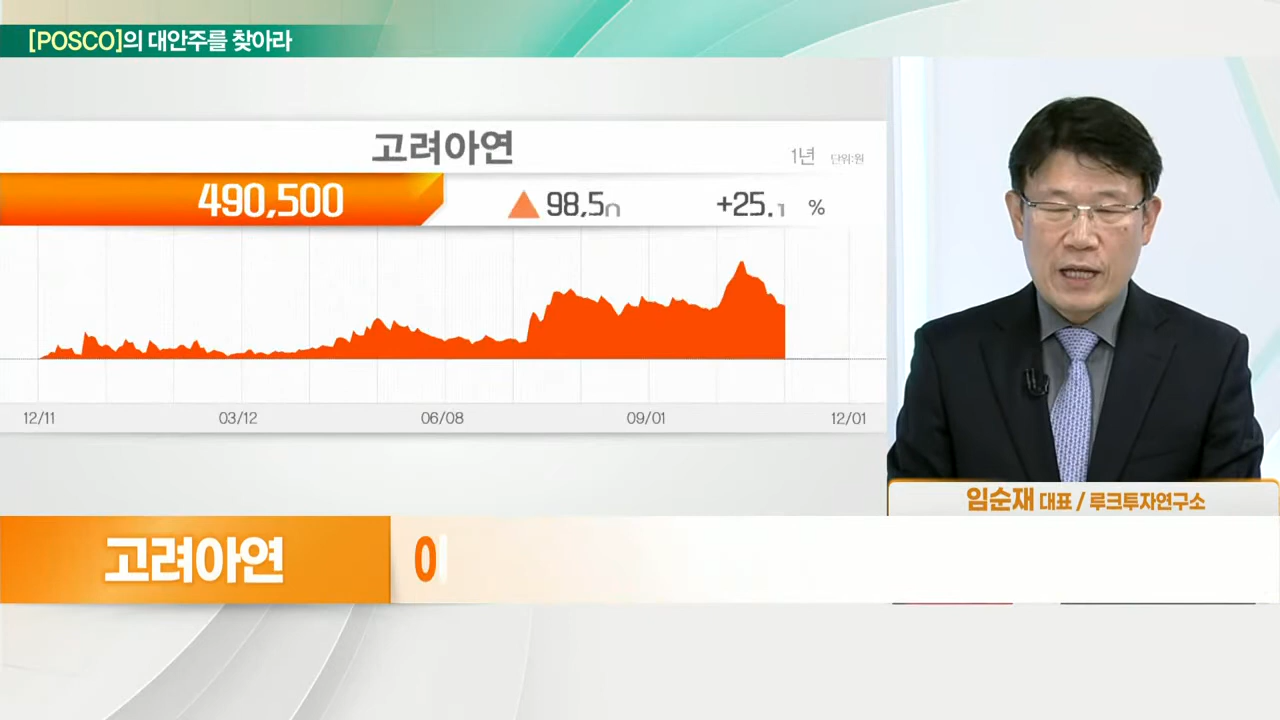 [POSCO]의 대안주를 찾아라
고려아연
1년 단위:원
490,500
▲ 98,5
+25. %
12/11 03/12 06/08 09/01 12/01
임순재 대표 / 루크투자연구소
고려아연